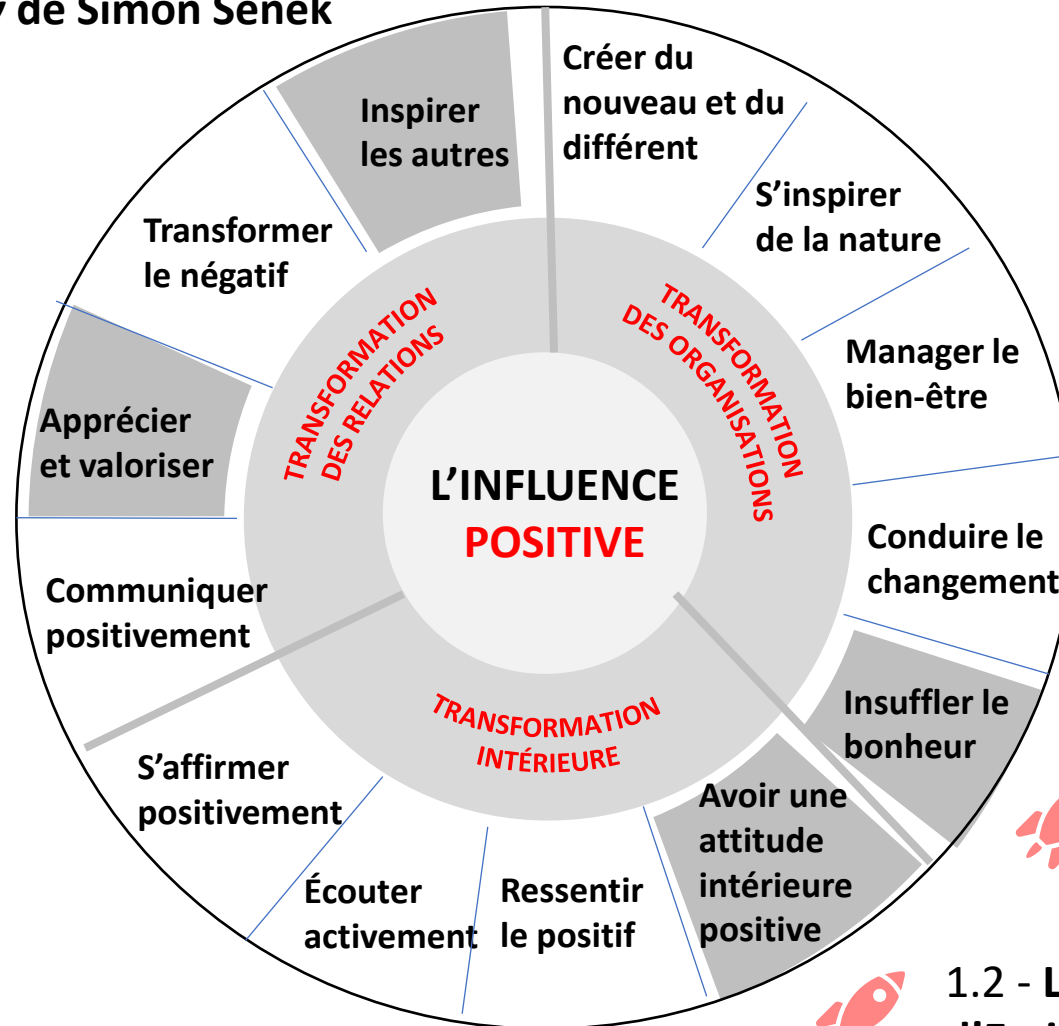 de Simon Senek
Créer du
nouveau et du
différent
Inspirer
les autres
S’inspirer
de la nature
Transformer
le négatif
TRANSFORMATION
DES RELATIONS
TRANSFORMATION
DES ORGANISATIONS
Manager le
bien-être
Apprécier
et valoriser
L’INFLUENCE
POSITIVE
Conduire le
changement
Communiquer
positivement
Insuffler le
bonheur
TRANSFORMATION
INTÉRIEURE
S’affirmer
positivement
Avoir une
attitude
intérieure
positive
Écouter
activement
Ressentir
le positif
1.2 - L